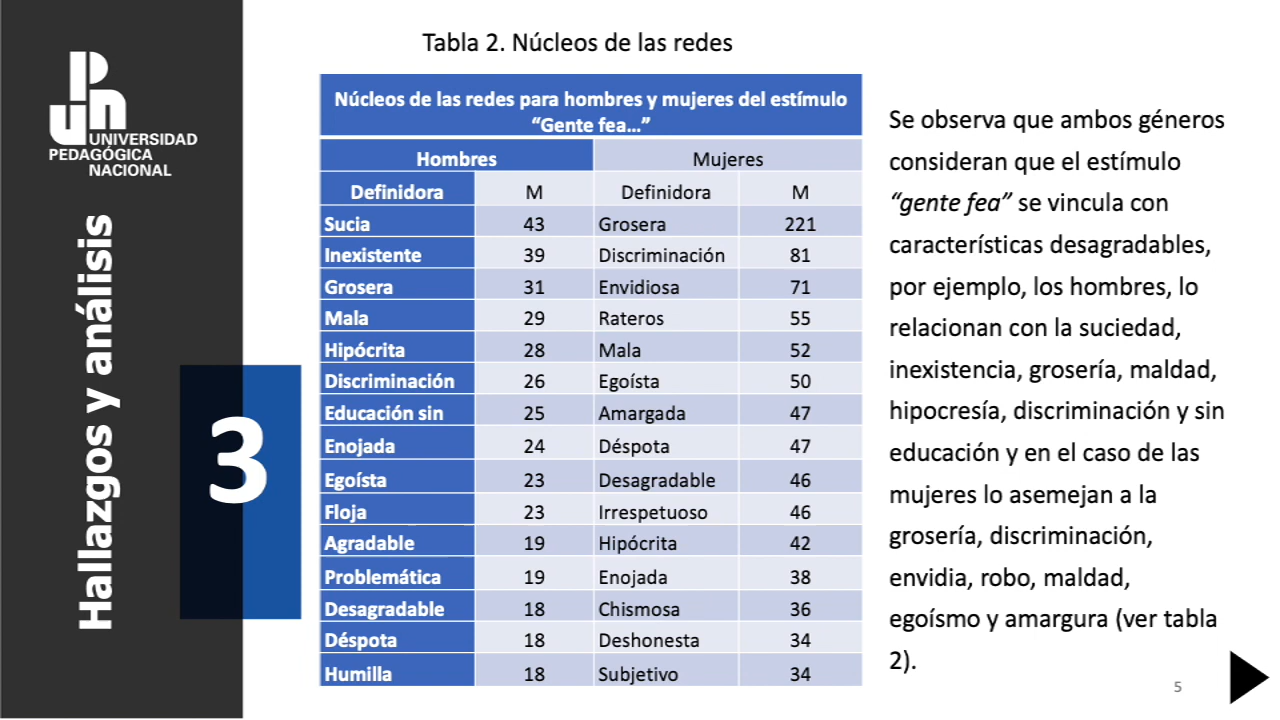 UNIVERSIDAD
PEDAGÓGICA
NACIONAL
Hallazgos y análisis
3
Tabla 2. Núcleos de las redes
Núcleos de las redes para hombres y mujeres del estímulo
“Gente fea…”
Hombres Mujeres
Definidora M Definidora M
Sucia 43 Grosera 221
Inexistente 39 Discriminación 81
Grosera 31 Envidiosa 71
Mala 29 Rateros 55
Hipócrita 28 Mala 52
Discriminación 26 Egoísta 50
Educación sin 25 Amargada 47
Enojada 24 Déspota 47
Egoísta 23 Desagradable 46
Floja 23 Irrespetuoso 46
Agradable 19 Hipócrita 42
Problemática 19 Enojada 38
Desagradable 18 Chismosa 36
Déspota 18 Deshonesta 34
Humilla 18 Subjetivo 34
Se observa que ambos géneros
consideran que el estímulo
“gente fea” se vincula con
características desagradables,
por ejemplo, los hombres, lo
relacionan con la suciedad,
inexistencia, grosería, maldad,
hipocresía, discriminación y sin
educación y en el caso de las
mujeres lo asemejan a la
grosería, discriminación,
envidia, robo, maldad,
egoísmo y amargura (ver tabla
2).
5